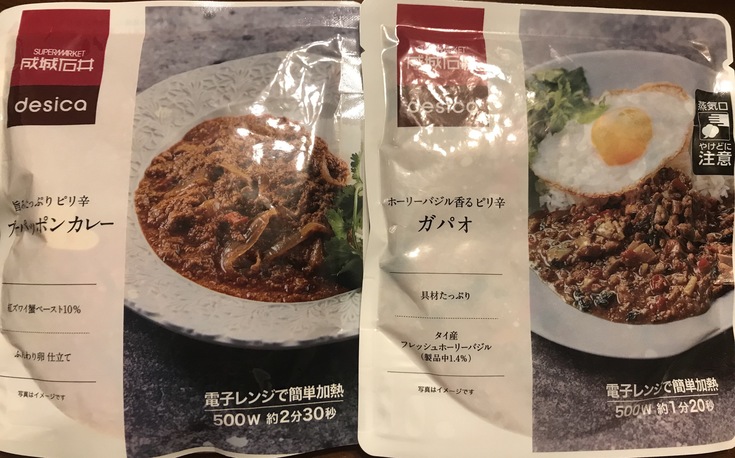 SUPERMARKET
成城石井
desica
旨みたっぷり ピリ辛
プーパッポンカレー
紅ズワイ蟹ペースト10%
ふんわり卵 仕立て
写真はイメージです
電子レンジで簡単加熱
500W 約2分30秒
SUPERMARKET
成城石井
desica
ホーリーバジル香る ピリ辛
ガパオ
具材たっぷり
タイ産
フレッシュホーリーバジル
(製品中1.4%)
写真はイメージです
蒸気口
やけどに
注意
電子レンジで簡単加熱
500W 約1分20秒